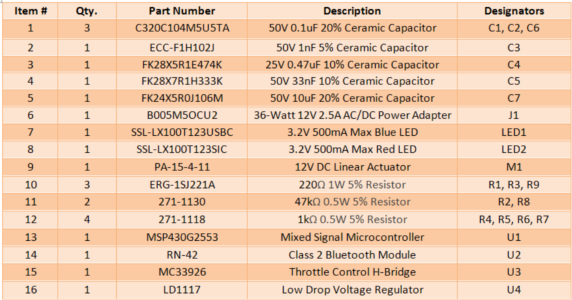 Item # Qty. Part Number Description Designators
1 3 C320C104M5U5TA 50V 0.1uF 20% Ceramic Capacitor C1, C2, C6
2 1 ECC-F1H102J 50V 1nF 5% Ceramic Capacitor C3
3 1 FK28X5R1E474K 25V 0.47uF 10% Ceramic Capacitor C4
4 1 FK28X7R1H333K 50V 33nF 10% Ceramic Capacitor C5
5 1 FK24X5R0J106M 50V 10uF 20% Ceramic Capacitor C7
6 1 B005M5OCU2 36-Watt 12V 2.5A AC/DC Power Adapter J1
7 1 SSL-LX100T123USBC 3.2V 500mA Max Blue LED LED1
8 1 SSL-LX100T123SIC 3.2V 500mA Max Red LED LED2
9 1 PA-15-4-11 12V DC Linear Actuator M1
10 3 ERG-1SJ221A 220Ω 1W 5% Resistor R1, R3, R9
11 2 271-1130 47kΩ 0.5W 5% Resistor R2, R8
12 4 271-1118 1kΩ 0.5W 5% Resistor R4, R5, R6, R7
13 1 MSP430G2553 Mixed Signal Microcontroller U1
14 1 RN-42 Class 2 Bluetooth Module U2
15 1 MC33926 Throttle Control H-Bridge U3
16 1 LD1117 Low Drop Voltage Regulator U4